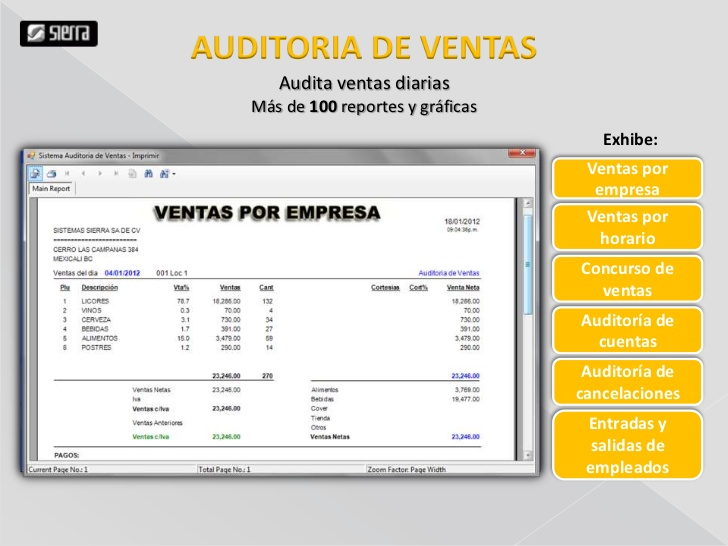 SIERRA
AUDITORIA DE VENTAS
Audita ventas diarias
Más de 100 reportes y gráficas
Exhibe:
Ventas por
empresa
Ventas por
horario
Concurso de
ventas
Auditoría de
cuentas
Auditoría de
cancelaciones
Entradas y
salidas de
empleados
Sistema Auditoria de Ventas - Imprimir
Main Report
VENTAS POR EMPRESA
18/01/2012
09:04:36p.m.
SISTEMAS SIERRA SA DE CV
========================
CERRO LAS CAMPANAS 384
MEXICALI BC
Ventas del dia 04/01/2012 001 Loc 1 Auditoria de Ventas
Plu Descripción Vta% Ventas Cant Cortesias Cort% Venta Neta
1 LICORES 78.7 18,286.00 132 18,286.00
2 VINOS 0.3 70.00 4 70.00
3 CERVEZA 3.1 730.00 34 730.00
4 BEBIDAS 1.7 391.00 27 391.00
5 ALIMENTOS 15.0 3,479.00 59 3,479.00
6 POSTRES 1.2 290.00 14 290.00
23,246.00 270 23,246.00
Ventas Netas 23,246.00 Alimentos 3,769.00
Iva Bebidas 19,477.00
Ventas c/Iva 23,246.00 Cover
Tienda
Ventas Anteriores Otros
Ventas c/Iva 23,246.00 Ventas Netas 23,246.00
PAGOS:
Current Page No.: 1 Total Page No.: 1 Zoom Factor: Page Width